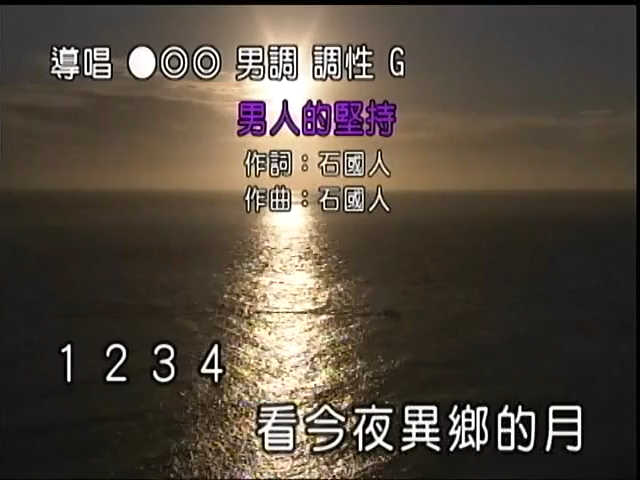 導唱 ●◎◎ 男調 調性 G
男人的堅持
作詞：石國人
作曲：石國人
1 2 3 4
看今夜異鄉的月